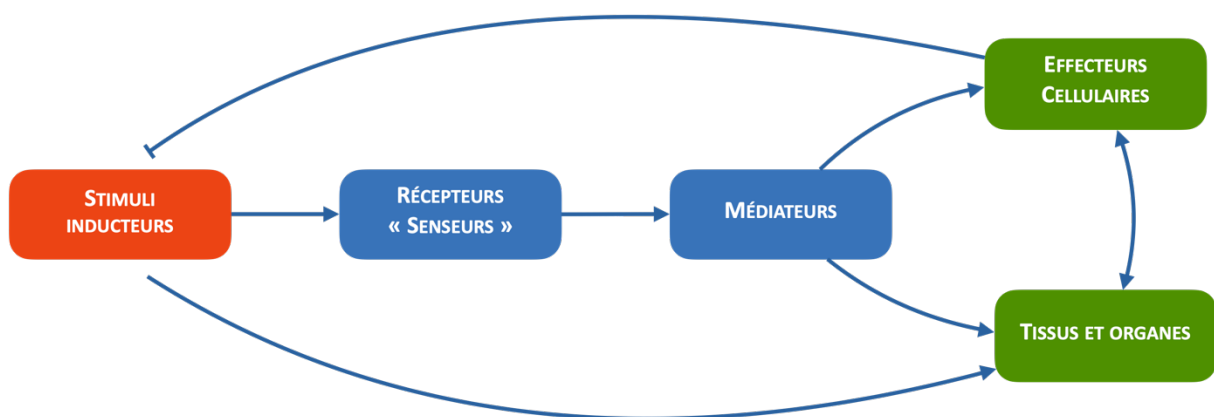 STIMULI
INDUCTEURS
RÉCEPTEURS
« SENSEURS »
MÉDIATEURS
EFFECTEURS
CELLULAIRES
TISSUS ET ORGANES